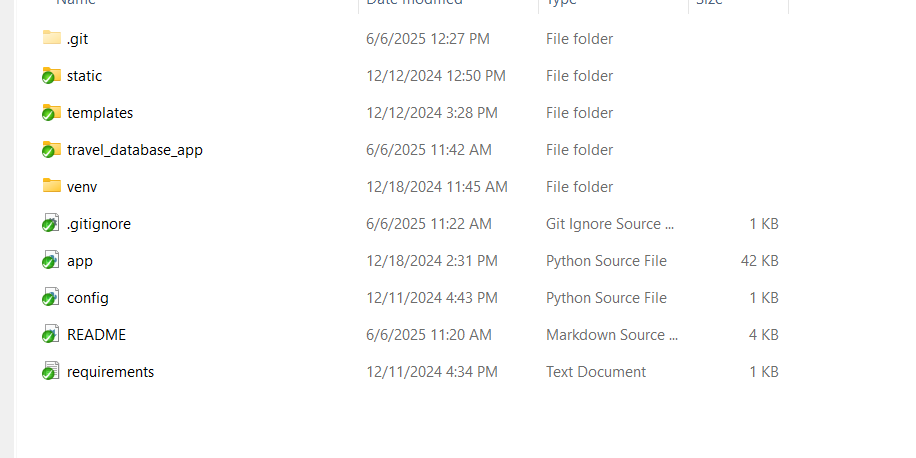 Name Date modified Type Size
.git 6/6/2025 12:27 PM File folder
static 12/12/2024 12:50 PM File folder
templates 12/12/2024 3:28 PM File folder
travel_database_app 6/6/2025 11:42 AM File folder
venv 12/18/2024 11:45 AM File folder
.gitignore 6/6/2025 11:22 AM Git Ignore Source ... 1 KB
app 12/18/2024 2:31 PM Python Source File 42 KB
config 12/11/2024 4:43 PM Python Source File 1 KB
README 6/6/2025 11:20 AM Markdown Source ... 4 KB
requirements 12/11/2024 4:34 PM Text Document 1 KB